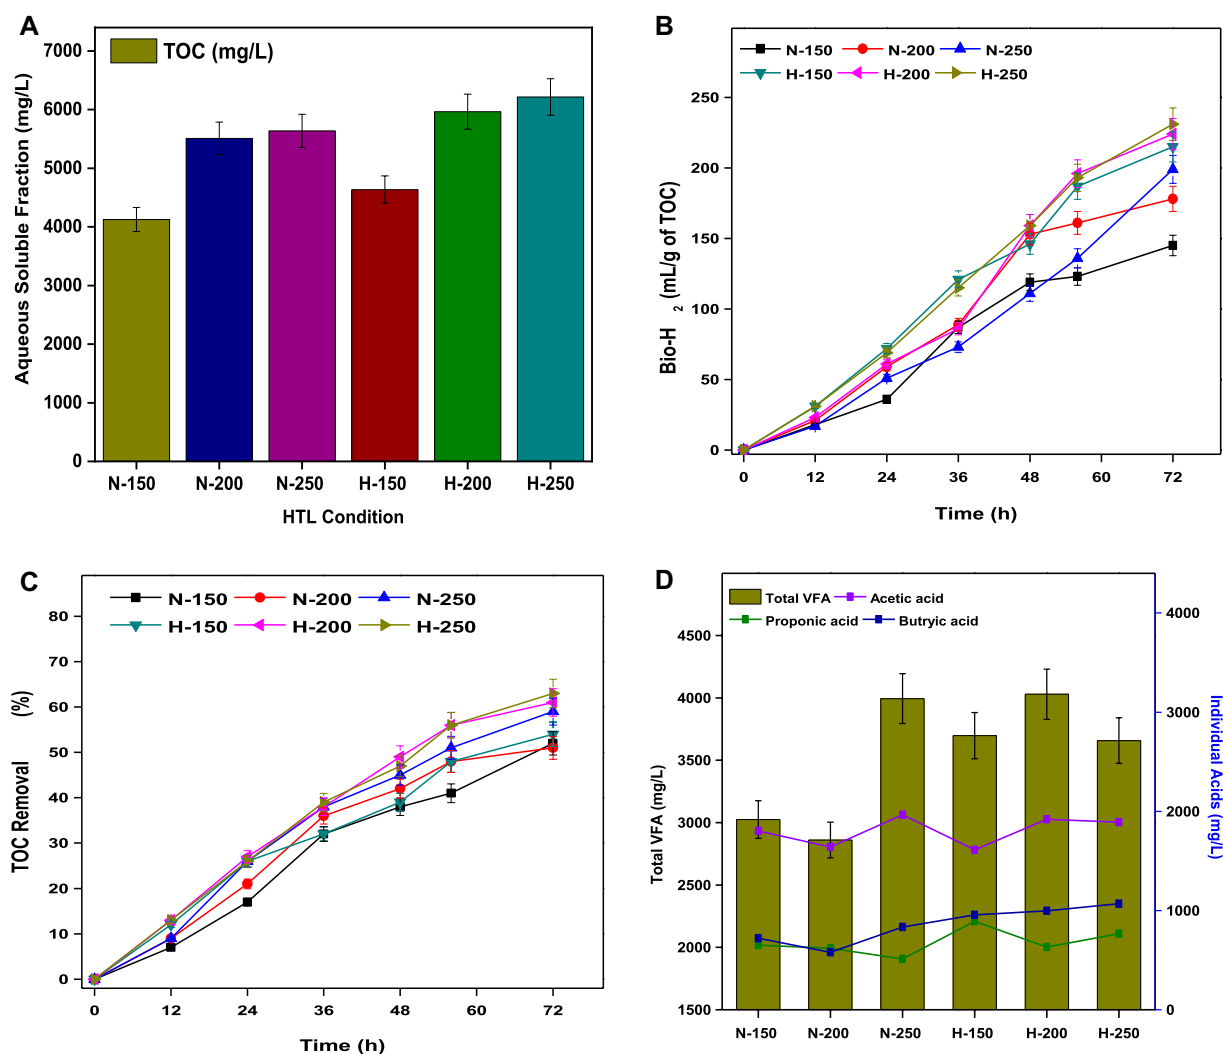 A
TOC (mg/L)
7000
6000
5000
4000
3000
2000
1000
0
Aqueous Soluble Fraction (mg/L)
N-150 N-200 N-250 H-150 H-200 H-250
HTL Condition
B
N-150 N-200 N-250
H-150 H-200 H-250
250
200
150
100
50
0
Bio-H 2 (mL/g of TOC)
0 12 24 36 48 60 72
Time (h)
C
N-150 N-200 N-250
H-150 H-200 H-250
80
70
60
50
40
30
20
10
0
TOC Removal (%)
0 12 24 36 48 60 72
Time (h)
D
Total VFA Acetic acid
Proponic acid Butryic acid
4500
4000
3500
3000
2500
2000
1500
Total VFA (mg/L)
4000
3000
2000
1000
0
Individual Acids (mg/L)
N-150 N-200 N-250 H-150 H-200 H-250